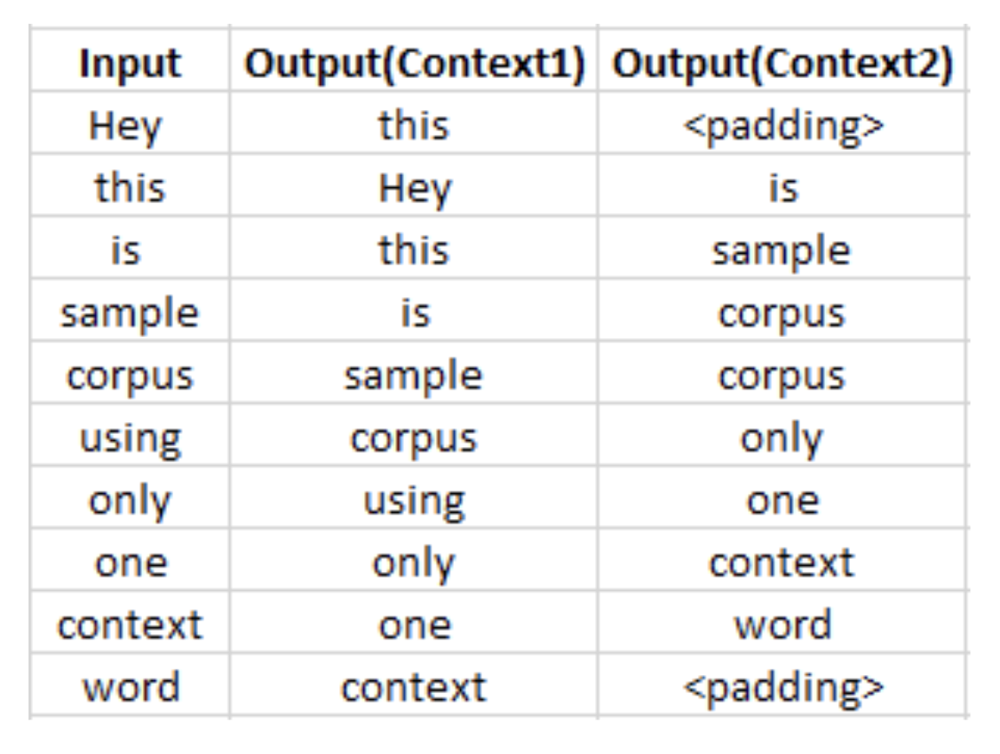 Input Output(Context1) Output(Context2)
Hey this <padding>
this Hey is
is this sample
sample is corpus
corpus sample corpus
using corpus only
only using one
one only context
context one word
word context <padding>